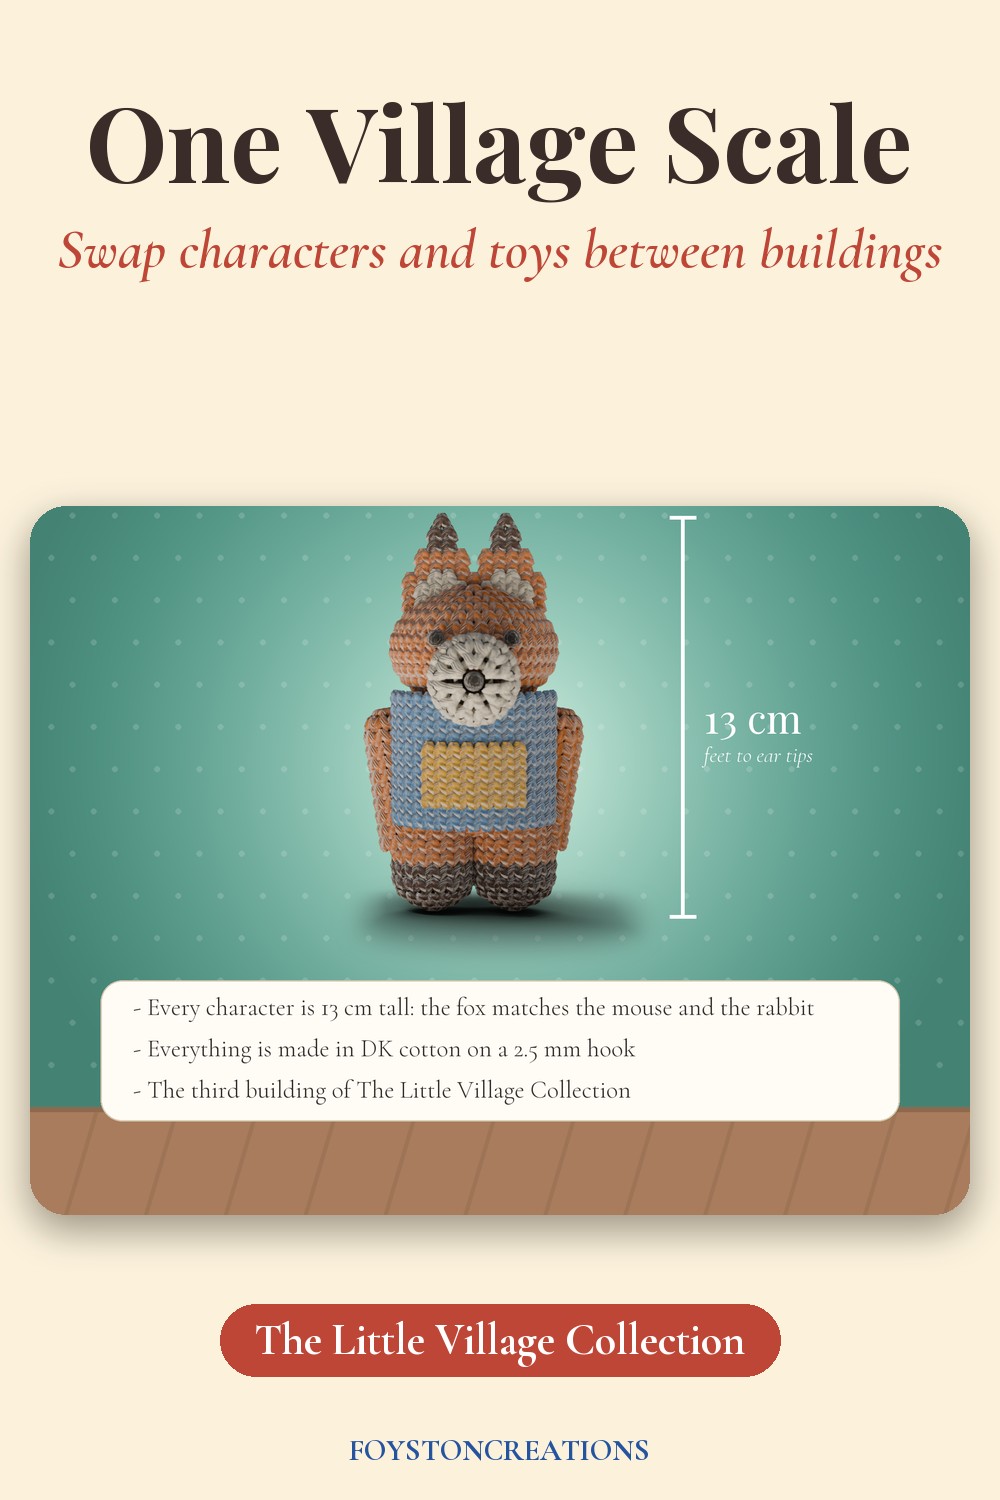 One Village Scale
Swap characters and toys between buildings
13 cm
feet to ear tips
- Every character is 13 cm tall: the fox matches the mouse and the rabbit
- Everything is made in DK cotton on a 2.5 mm hook
- The third building of The Little Village Collection
The Little Village Collection
FOYSTONCREATIONS